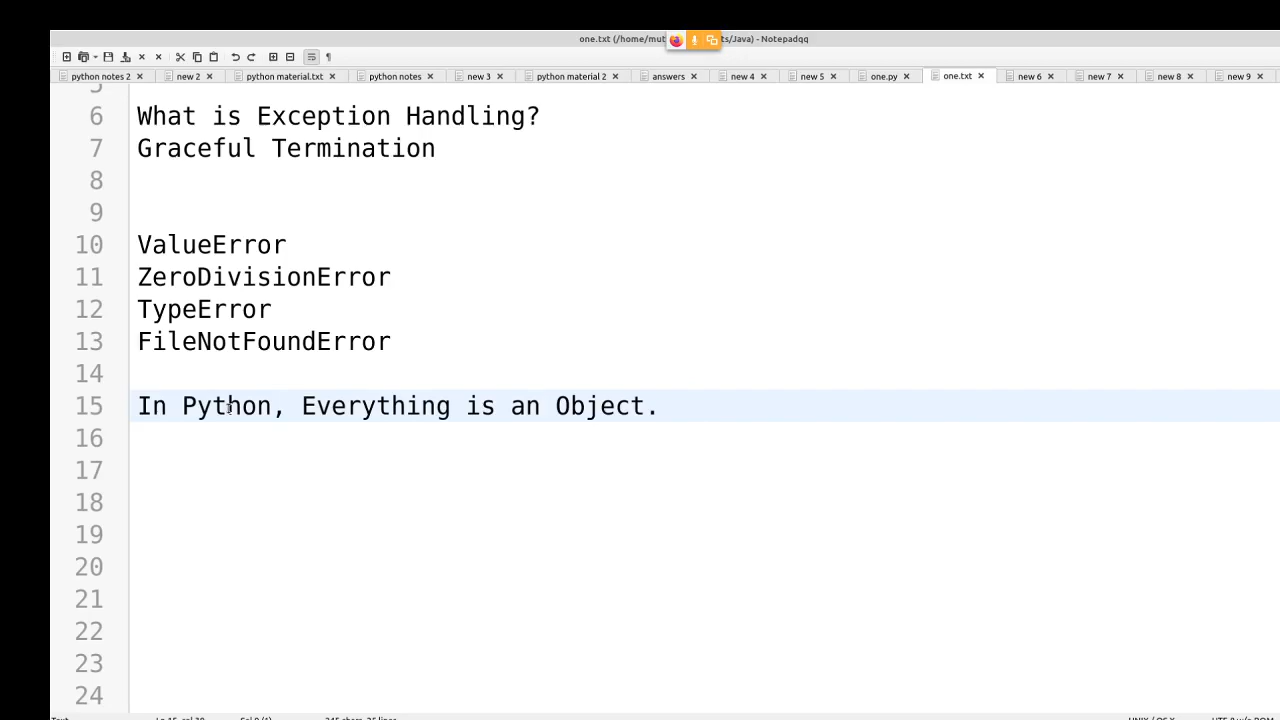 one.txt (/home/mut ts/Java) - Notepadqq
python notes 2 new 2 python material.txt python notes new 3 python material 2 answers new 4 new 5 one.py one.txt new 6 new 7 new 8 new 9
5
6 What is Exception Handling?
7 Graceful Termination
8
9
10 ValueError
11 ZeroDivisionError
12 TypeError
13 FileNotFoundError
14
15 In Python, Everything is an Object.
16
17
18
19
20
21
22
23
24